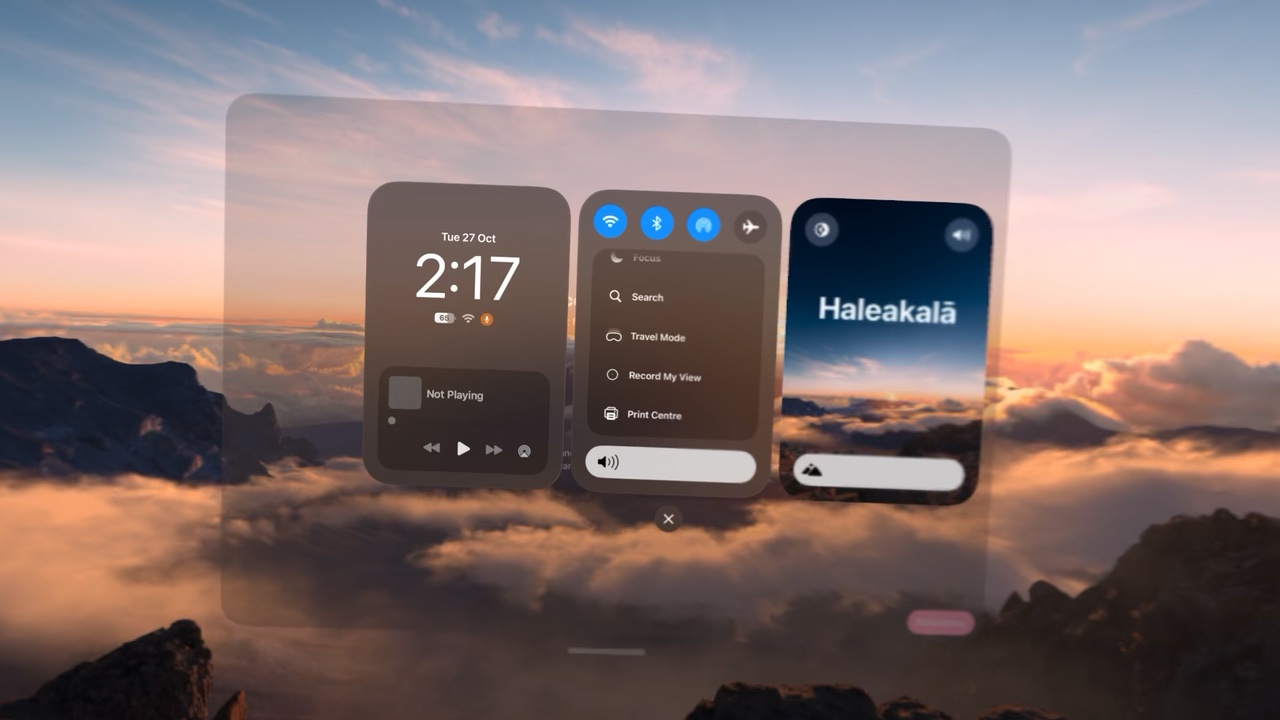 Tue 27 Oct
2:17
65
Not Playing
Focus
Search
Travel Mode
Record My View
Print Centre
Haleakalā